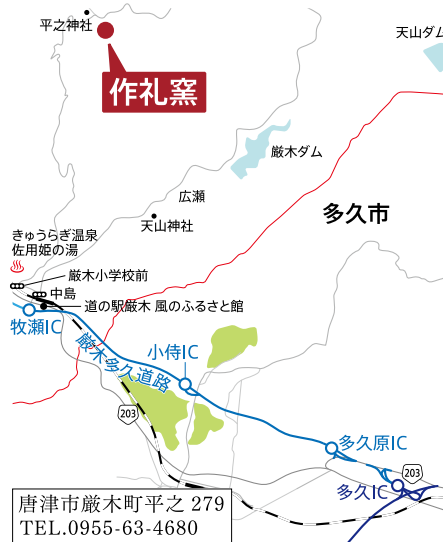 平之神社
天山ダム
作礼窯
厳木ダム
広瀬
多久市
天山神社
きゅうらぎ温泉
佐用姫の湯
厳木小学校前
中島
道の駅厳木 風のふるさと館
牧瀬IC
厳木多久道路
小侍IC
203
多久原IC
203
多久IC
唐津市厳木町平之 279
TEL.0955-63-4680